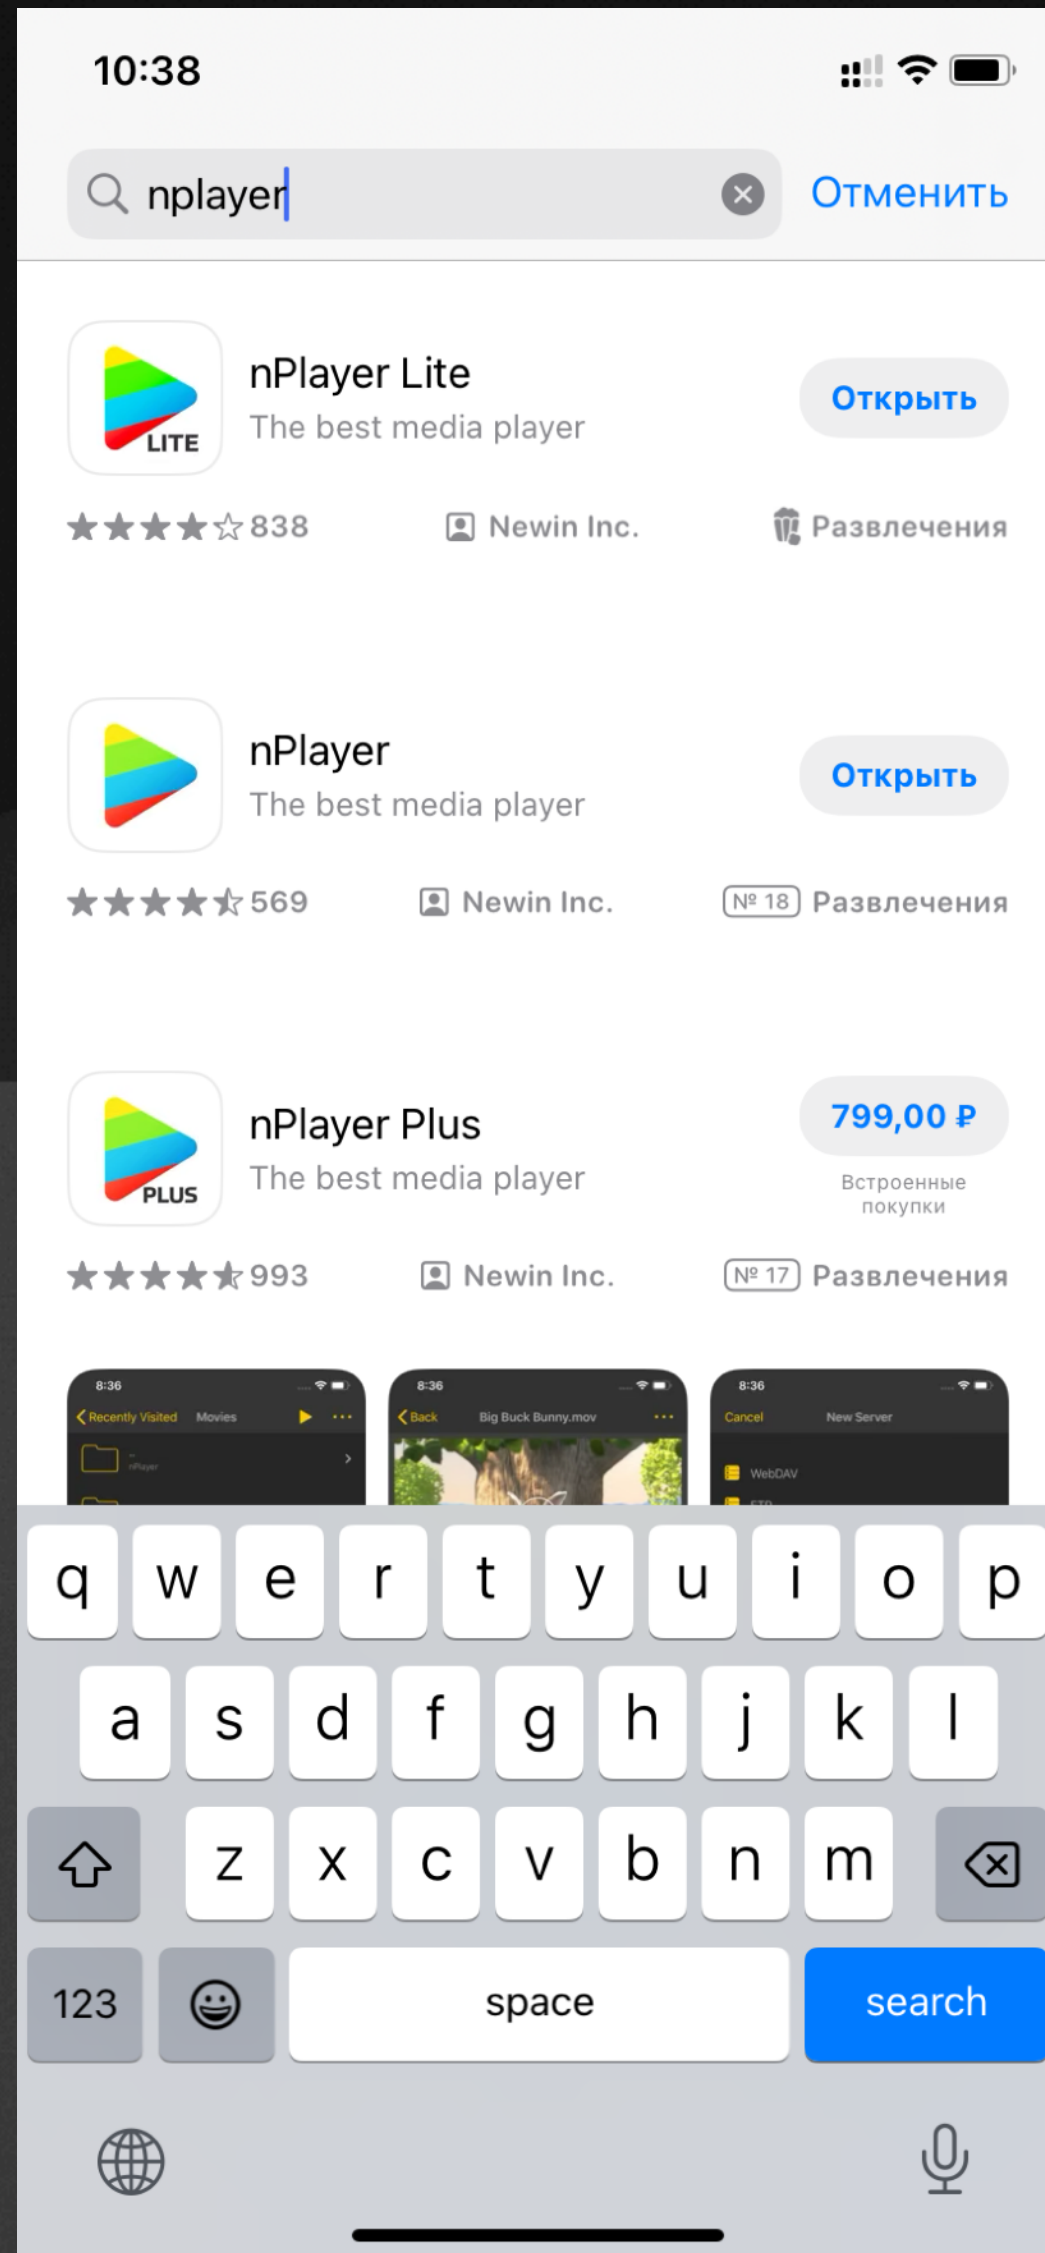 10:38
nplayer
Отменить
LITE
nPlayer Lite
The best media player
Открыть
838
Newin Inc.
Развлечения
nPlayer
The best media player
Открыть
569
Newin Inc.
№ 18
Развлечения
PLUS
nPlayer Plus
The best media player
799,00 ₽
Встроенные
покупки
993
Newin Inc.
№ 17
Развлечения
8:36
Recently Visited
Movies
nPlayer
8:36
Back
Big Buck Bunny.mov
8:36
Cancel
New Server
WebDAV
FTP
q w e r t y u i o p
a s d f g h j k l
z x c v b n m
123
space
search